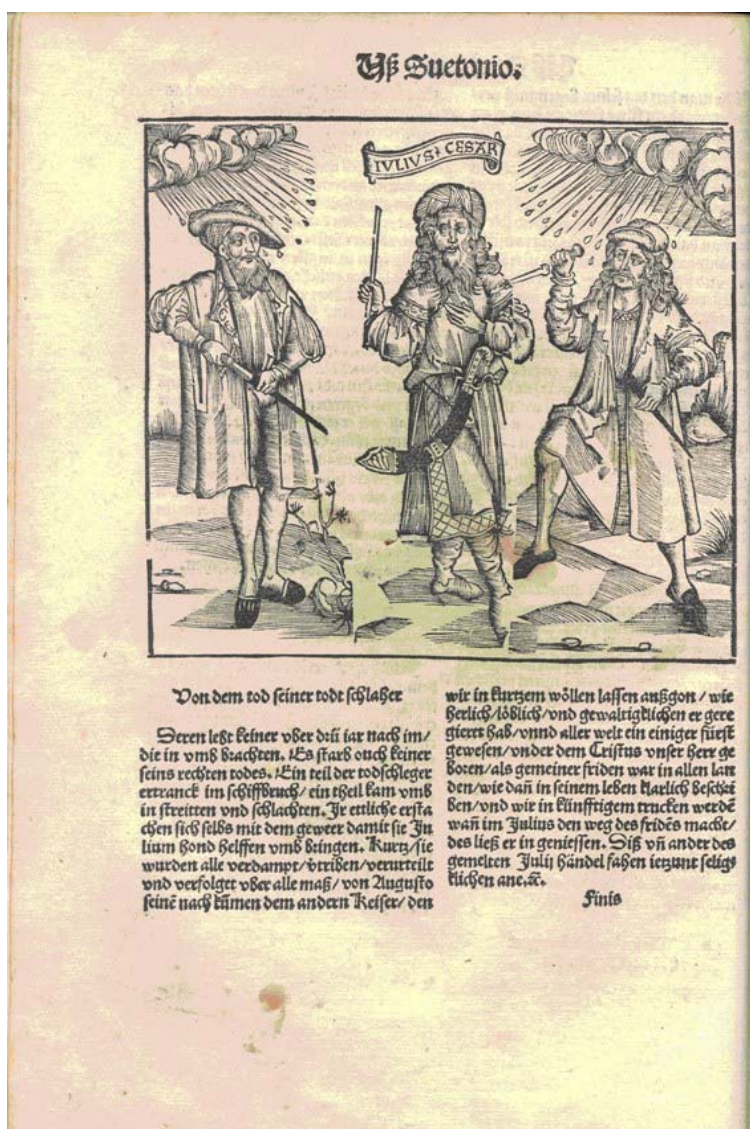 Uß Suetonio.
IVLIVS CESAR
Von dem tod seiner todt schlaher
Deren lebt keiner vber drü iar nach im/
die in vmb brachten. Es starb ouch keiner
seins rechten todes. Ein teil der todschleger
ertranck im schiffbruch/ ein theil kam vmb
in streitten vnd schlachten. Jr ettliche ersta
chen sich selbs mit dem geweer damit sie Ju
lium hond helffen vmb bringen. Kurtz/ sie
wurden alle verdampt/ v̈triben/ verurteilt
vnd verfolget vber alle maß/ von Augusto
seinē nach kūmen dem andern Keiser/ den
wir in kurtzem wöllen lassen außgon/ wie
herlich/ löblich/ vnd gewaltigklichen er gere
giert hab/ vnnd aller welt ein einiger fürst
gewesen/ vnder dem Cristus vnser herr ge
boren/ als gemeiner friden war in allen lan
den/ wie dañ in seinem leben klarlich beschri
ben/ vnd wir in künfftigem trucken werdē
wañ im Julius den weg des fridēs macht/
des ließ er in geniessen. Diß vñ ander des
gemelten Julij händel fahen ietzunt seligk
klichen ane.ꝛc.
Finis